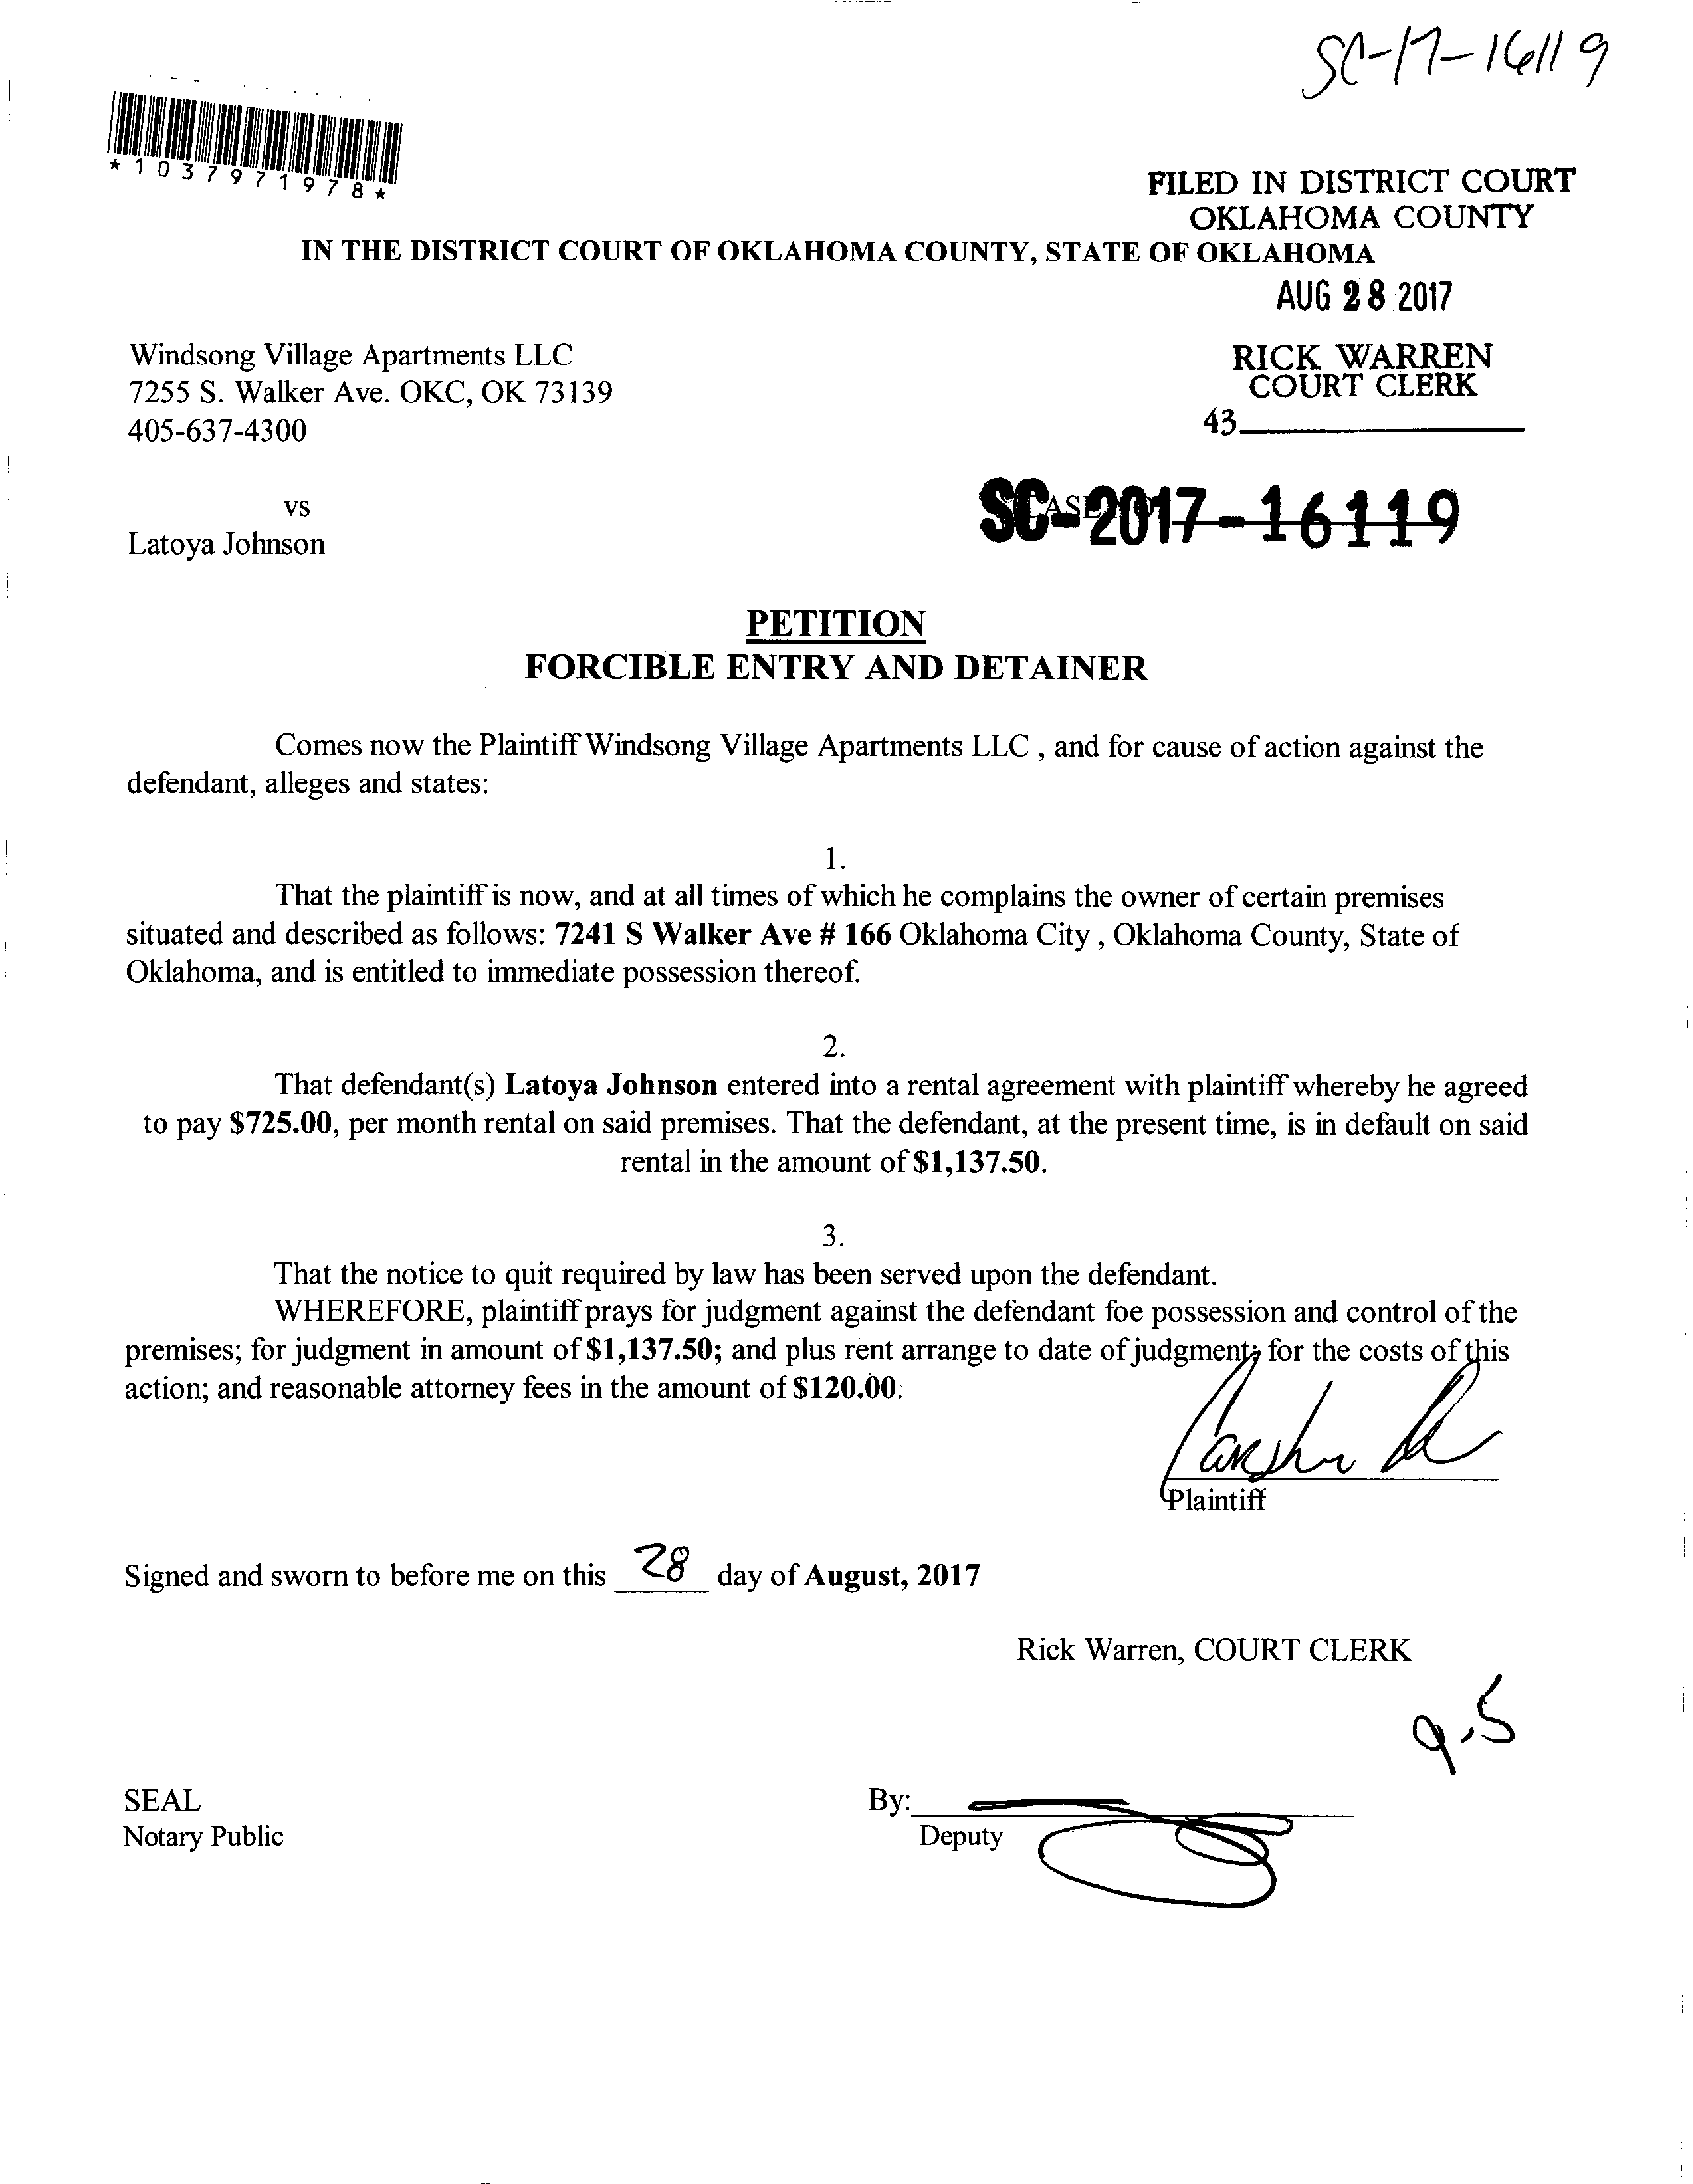 SC-17-16119
*1037971978*
FILED IN DISTRICT COURT
OKLAHOMA COUNTY
IN THE DISTRICT COURT OF OKLAHOMA COUNTY, STATE OF OKLAHOMA
AUG 28 2017
Windsong Village Apartments LLC
RICK WARREN
7255 S. Walker Ave. OKC, OK 73139
COURT CLERK
405-637-4300
43
vs
SC-2017-16119
Latoya Johnson
PETITION
FORCIBLE ENTRY AND DETAINER
Comes now the Plaintiff Windsong Village Apartments LLC , and for cause of action against the
defendant, alleges and states:
1.
That the plaintiff is now, and at all times of which he complains the owner of certain premises
situated and described as follows: 7241 S Walker Ave # 166 Oklahoma City , Oklahoma County, State of
Oklahoma, and is entitled to immediate possession thereof.
2.
That defendant(s) Latoya Johnson entered into a rental agreement with plaintiff whereby he agreed
to pay $725.00, per month rental on said premises. That the defendant, at the present time, is in default on said
rental in the amount of $1,137.50.
3.
That the notice to quit required by law has been served upon the defendant.
WHEREFORE, plaintiff prays for judgment against the defendant foe possession and control of the
premises; for judgment in amount of $1,137.50; and plus rent arrange to date of judgment; for the costs of this
action; and reasonable attorney fees in the amount of $120.00.
Plaintiff
Signed and sworn to before me on this 28 day of August, 2017
Rick Warren, COURT CLERK
9.5
SEAL
By:
Notary Public
Deputy